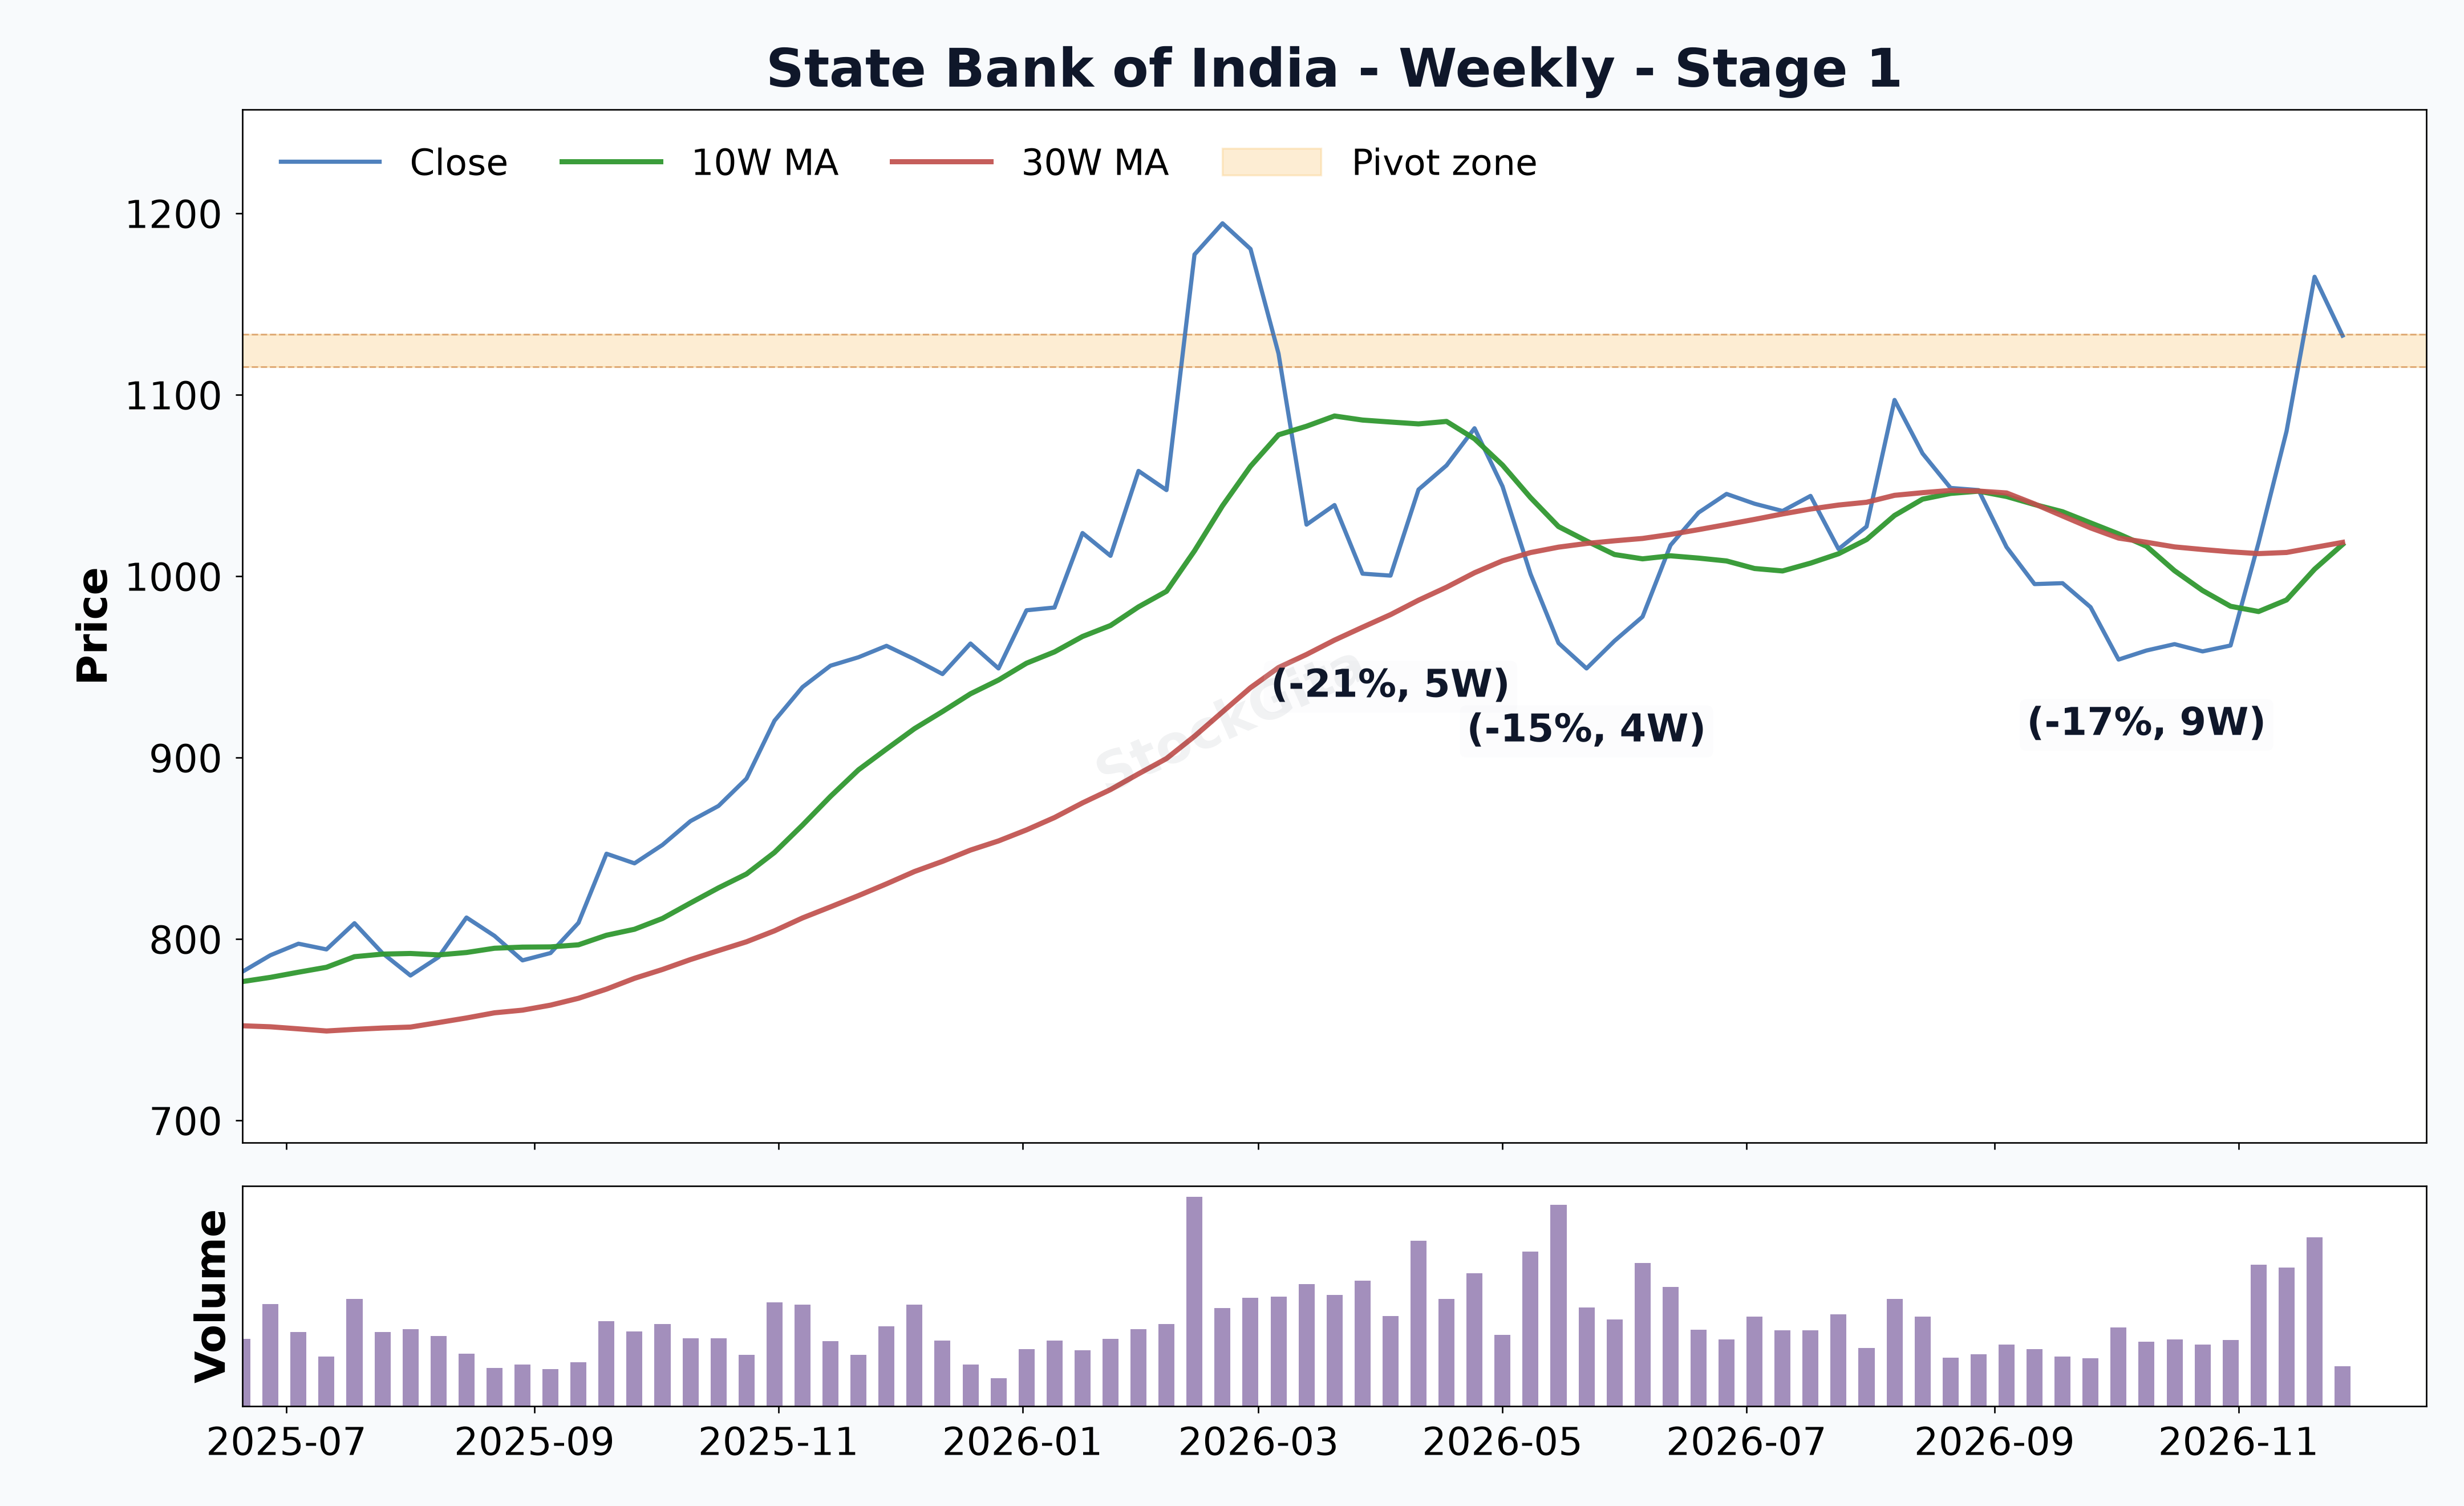 State Bank of India - Weekly - Stage 1
Close 10W MA 30W MA Pivot zone
1200
1100
1000
900
800
700
Price
StockGita
(-21%, 5W)
(-15%, 4W)
(-17%, 9W)
Volume
2025-07 2025-09 2025-11 2026-01 2026-03 2026-05 2026-07 2026-09 2026-11